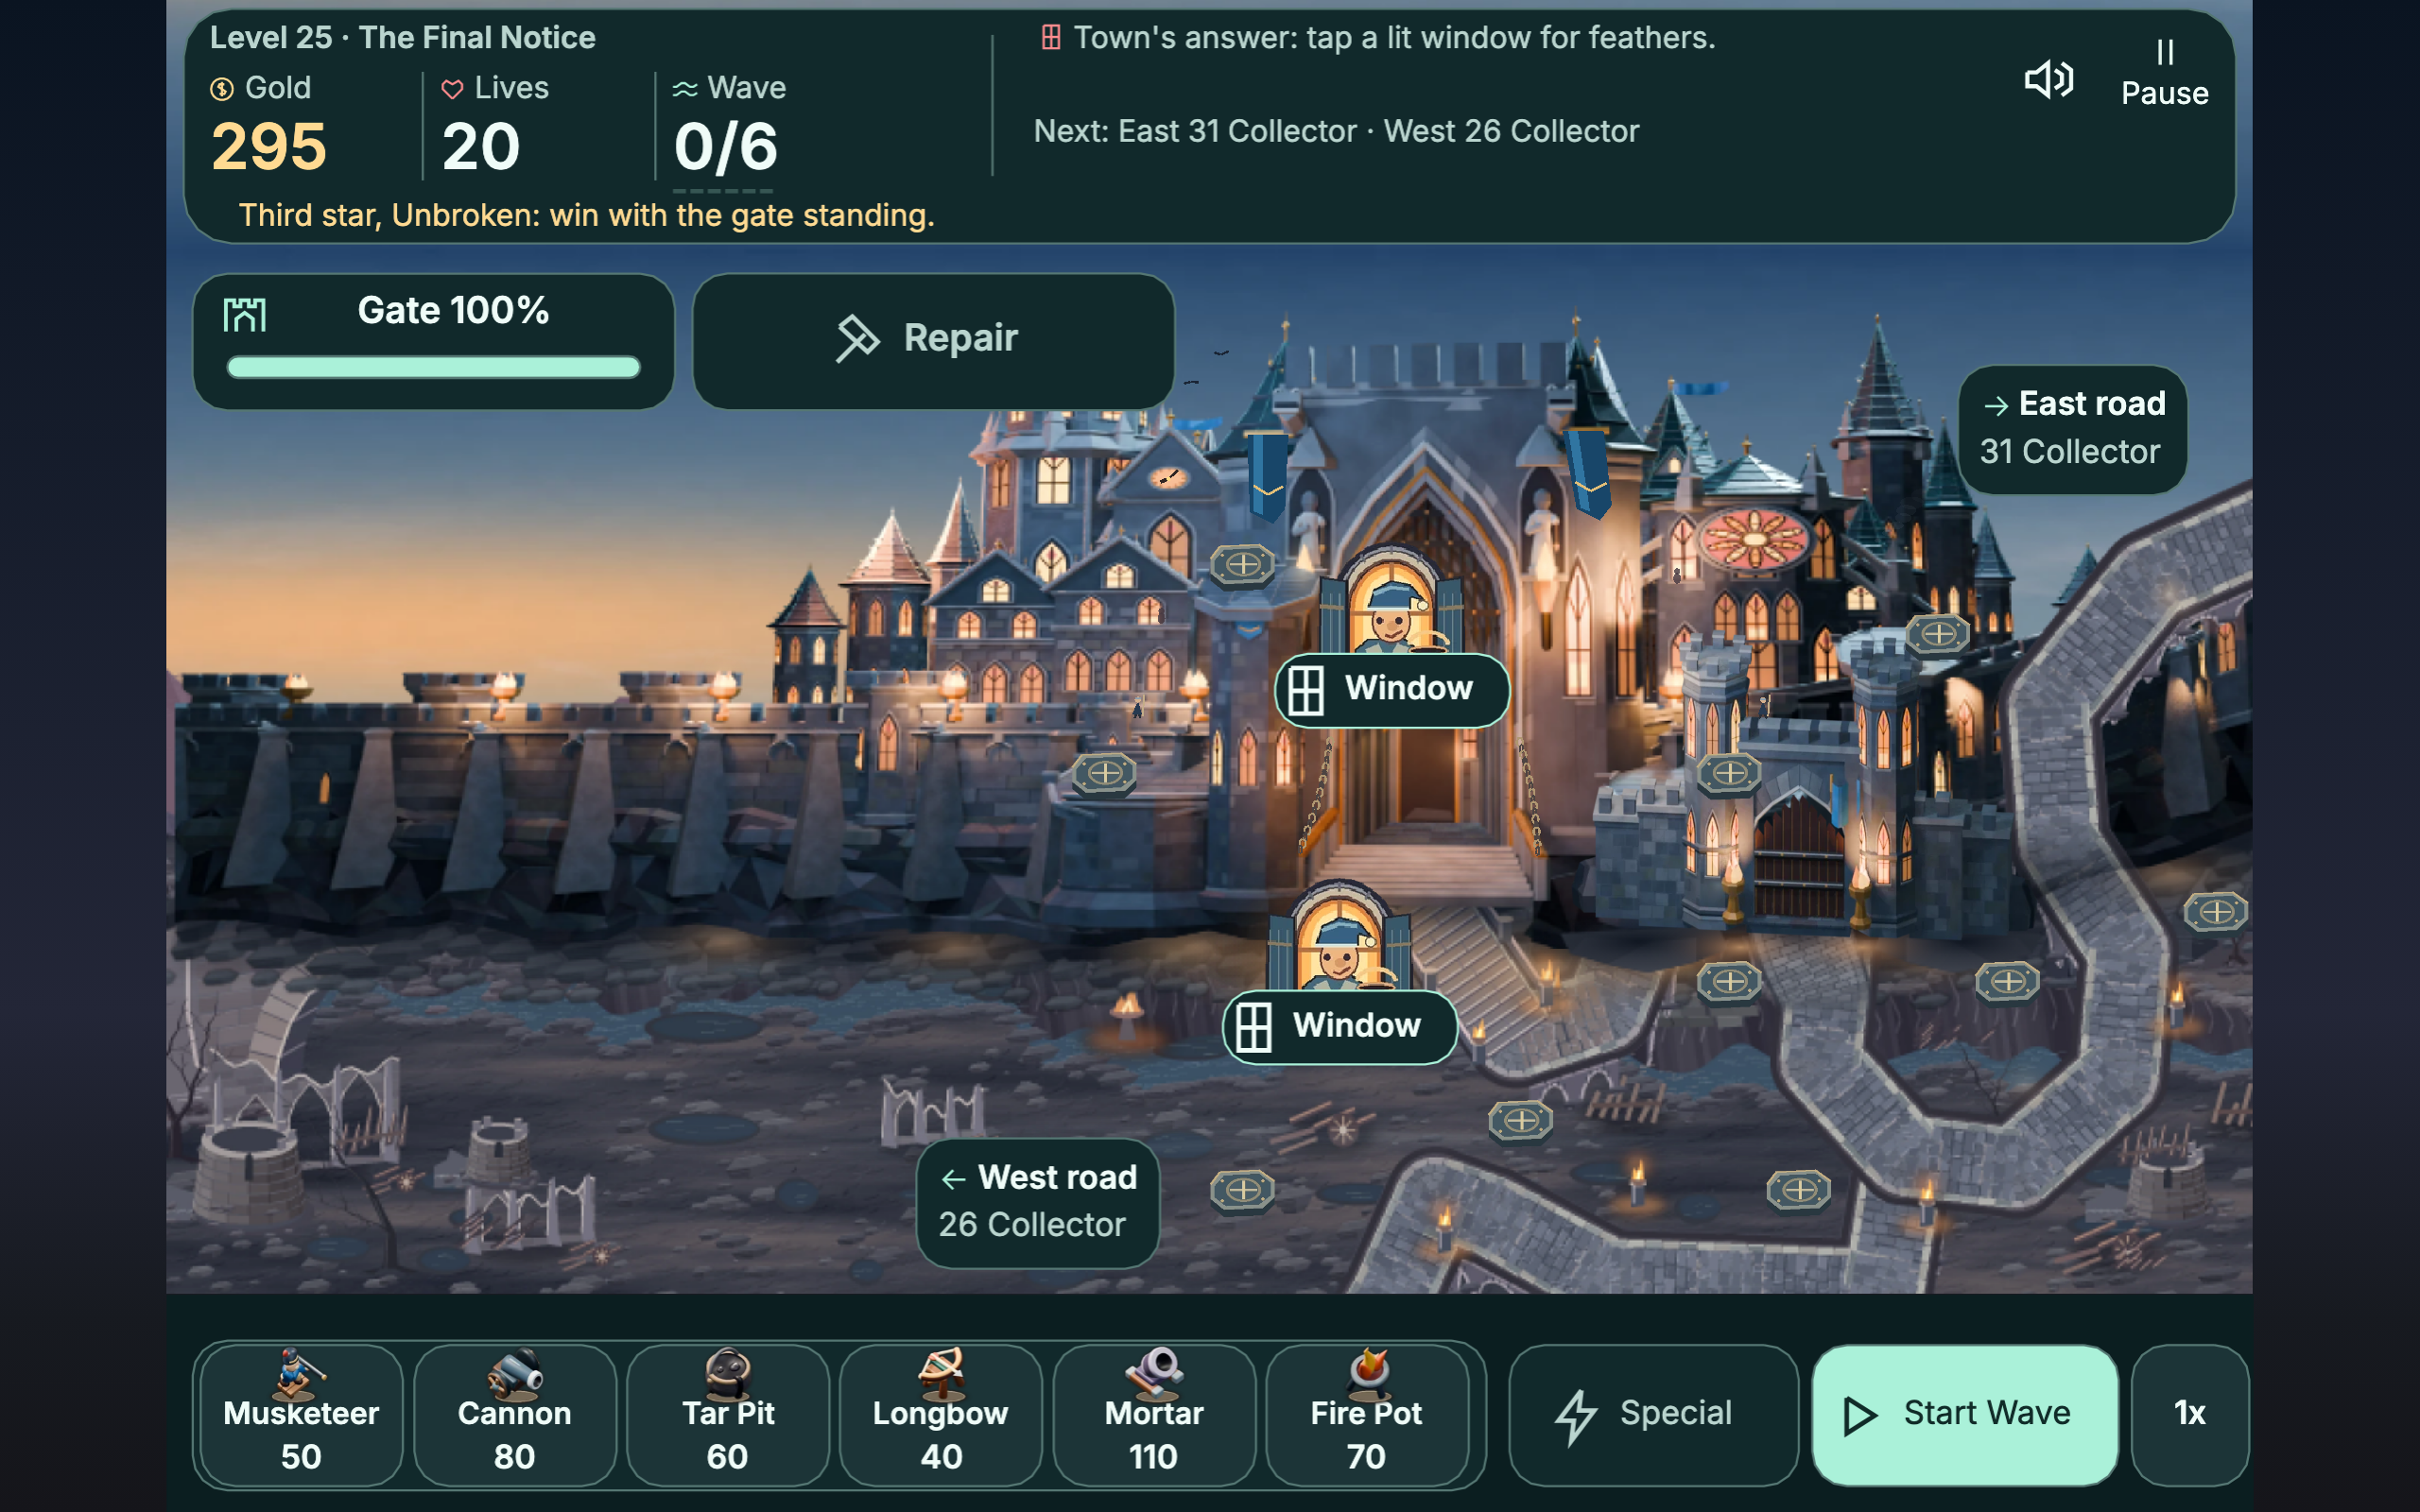 Level 25 · The Final Notice
Gold
Lives
Wave
295
20
0/6
Third star, Unbroken: win with the gate standing.
Town's answer: tap a lit window for feathers.
Next: East 31 Collector · West 26 Collector
Pause
Gate 100%
Repair
→ East road
31 Collector
Window
Window
← West road
26 Collector
Musketeer
50
Cannon
80
Tar Pit
60
Longbow
40
Mortar
110
Fire Pot
70
Special
Start Wave
1x